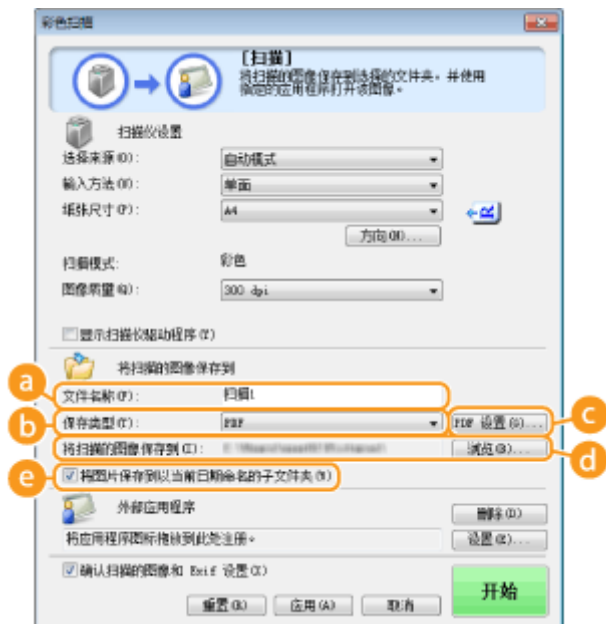 彩色扫描
[扫描]
将扫描的图像保存到选择的文件夹。并使用
指定的应用程序打开该图像。
扫描仪设置
选择来源(O): 自动模式
输入方法(M): 单面
纸张尺寸(P): A4
方向(N)...
扫描模式: 彩色
图像质量(Q): 300 dpi
显示扫描仪驱动程序(Y)
将扫描的图像保存到
a
文件名称(F): 扫描1
b
保存类型(T): PDF
PDF 设置(S)...
c
将扫描的图像保存到(I):
浏览(B)...
d
e
将图片保存到以当前日期命名的子文件夹(W)
外部应用程序
删除(D)
将应用程序图标拖放到此处注册。
设置(E)...
确认扫描的图像和 Exif 设置(X)
重置(R) 应用(A) 取消
开始